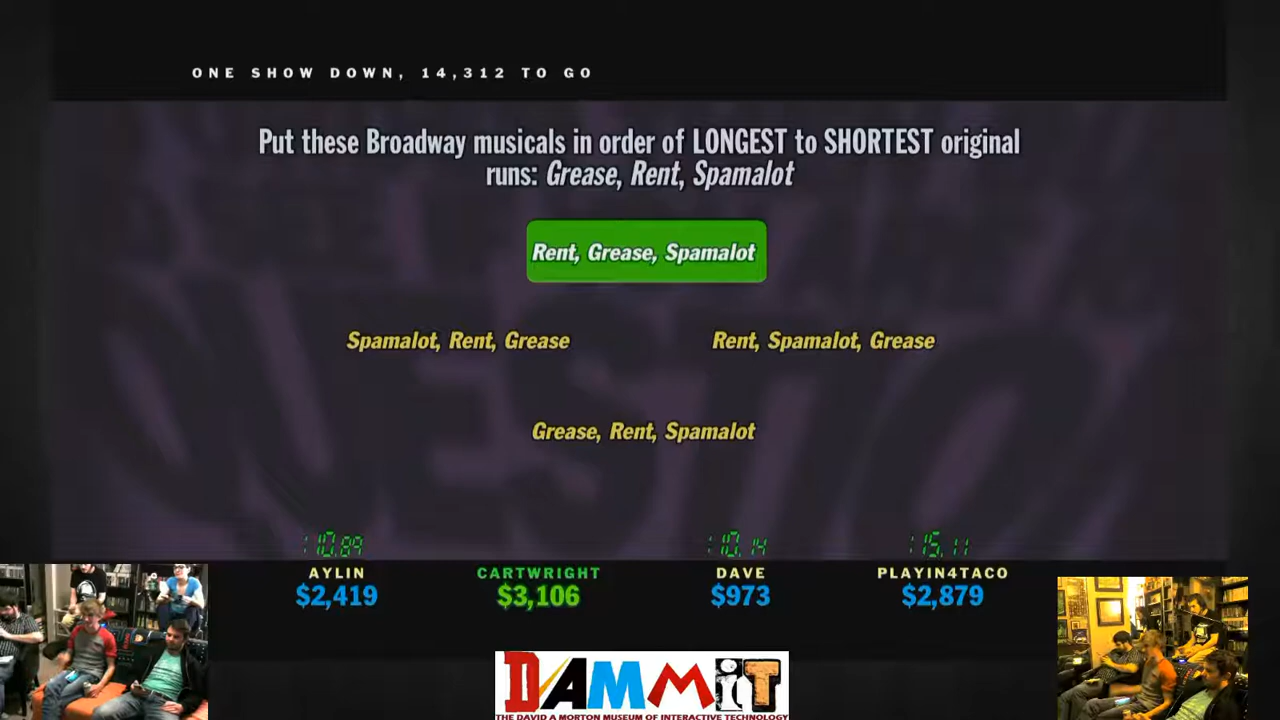 ONE SHOW DOWN, 14,312 TO GO
Put these Broadway musicals in order of LONGEST to SHORTEST original
runs: Grease, Rent, Spamalot
Rent, Grease, Spamalot
Spamalot, Rent, Grease
Rent, Spamalot, Grease
Grease, Rent, Spamalot
:10.89
:10.14
:15.11
AYLIN
CARTWRIGHT
DAVE
PLAYIN4TACO
$2,419
$3,106
$973
$2,879
DAMMiT
THE DAVID A MORTON MUSEUM OF INTERACTIVE TECHNOLOGY